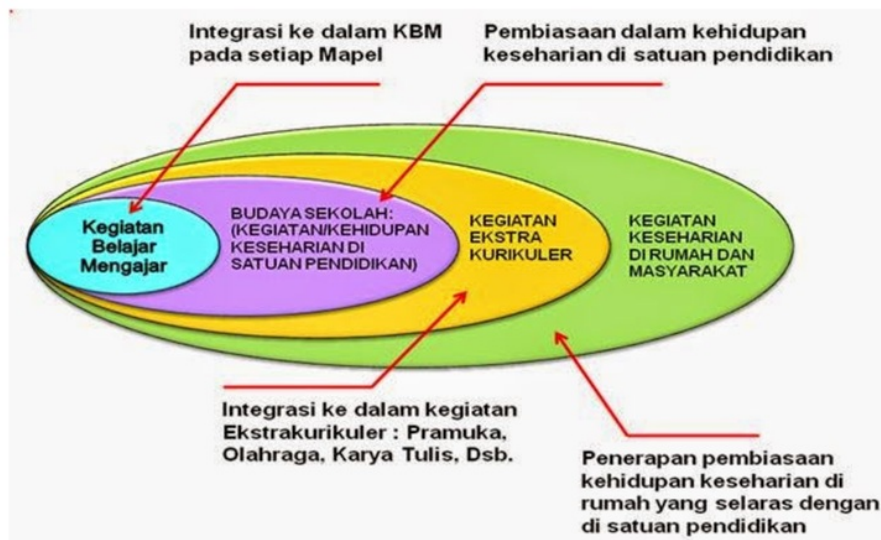 Integrasi ke dalam KBM
pada setiap Mapel
Pembiasaan dalam kehidupan
keseharian di satuan pendidikan
Kegiatan
Belajar
Mengajar
BUDAYA SEKOLAH:
(KEGIATAN/KEHIDUPAN
KESEHARIAN DI
SATUAN PENDIDIKAN)
KEGIATAN
EKSTRA
KURIKULER
KEGIATAN
KESEHARIAN
DI RUMAH DAN
MASYARAKAT
Integrasi ke dalam kegiatan
Ekstrakurikuler : Pramuka,
Olahraga, Karya Tulis, Dsb.
Penerapan pembiasaan
kehidupan keseharian di
rumah yang selaras dengan
di satuan pendidikan